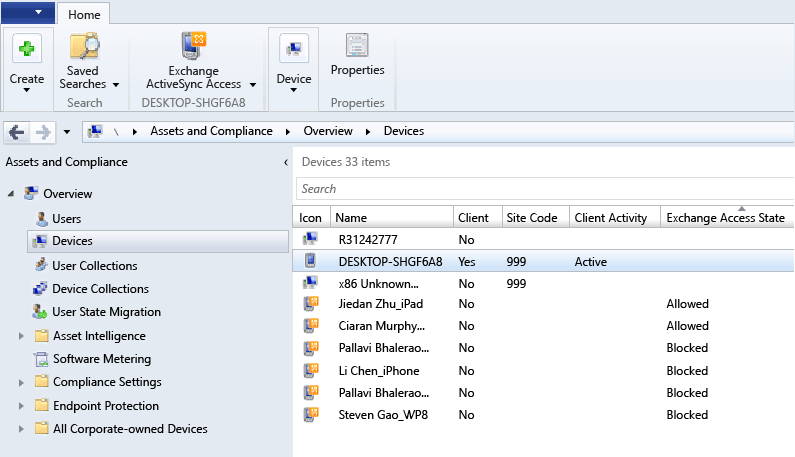 Home
Create
Saved Searches
Search
Exchange ActiveSync Access
DESKTOP-SHGF6A8
Device
Properties
Properties
\ Assets and Compliance Overview Devices
Assets and Compliance
Overview
Users
Devices
User Collections
Device Collections
User State Migration
Asset Intelligence
Software Metering
Compliance Settings
Endpoint Protection
All Corporate-owned Devices
Devices 33 items
Search
Icon Name Client Site Code Client Activity Exchange Access State
R31242777 No
DESKTOP-SHGF6A8 Yes 999 Active
x86 Unknown... No 999
Jiedan Zhu_iPad No Allowed
Ciaran Murphy... No Allowed
Pallavi Bhalerao... No Blocked
Li Chen_iPhone No Blocked
Pallavi Bhalerao... No Blocked
Steven Gao_WP8 No Blocked